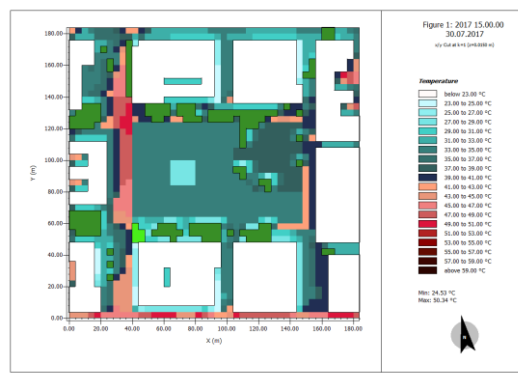 Figure 1: 2017 15.00.00
30.07.2017
x/y Cut at k=1 (z=0.0000 m)
Temperature
below 23.00 °C
23.00 to 25.00 °C
25.00 to 27.00 °C
27.00 to 29.00 °C
29.00 to 31.00 °C
31.00 to 33.00 °C
33.00 to 35.00 °C
35.00 to 37.00 °C
37.00 to 39.00 °C
39.00 to 41.00 °C
41.00 to 43.00 °C
43.00 to 45.00 °C
45.00 to 47.00 °C
47.00 to 49.00 °C
49.00 to 51.00 °C
51.00 to 53.00 °C
53.00 to 55.00 °C
55.00 to 57.00 °C
57.00 to 59.00 °C
above 59.00 °C
Min: 24.53 °C
Max: 50.34 °C
N
180.00
160.00
140.00
120.00
100.00
80.00
60.00
40.00
20.00
0.00
Y (m)
0.00 20.00 40.00 60.00 80.00 100.00 120.00 140.00 160.00 180.00
X (m)